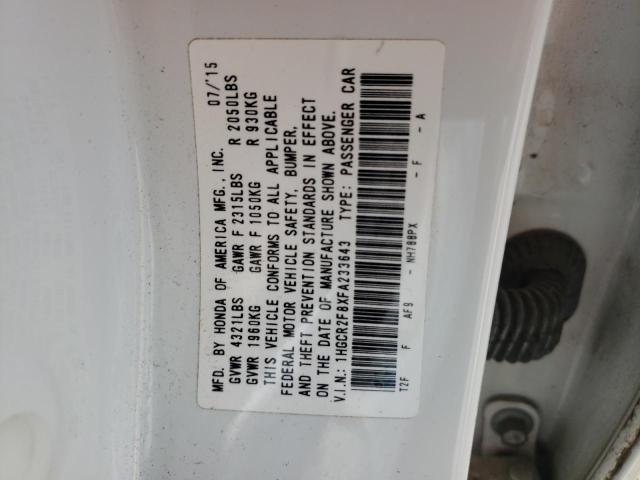 MFD. BY HONDA OF AMERICA MFG., INC. 07/'15
GVWR 4321LBS GAWR F 2315LBS R 2050LBS
GVWR 1960KG GAWR F 1050KG R 930KG
THIS VEHICLE CONFORMS TO ALL APPLICABLE
FEDERAL MOTOR VEHICLE SAFETY, BUMPER,
AND THEFT PREVENTION STANDARDS IN EFFECT
ON THE DATE OF MANUFACTURE SHOWN ABOVE.
V.I.N.: 1HGCR2F8XFA233643 TYPE: PASSENGER CAR
T2F F AF9 - NH788PX - F - A